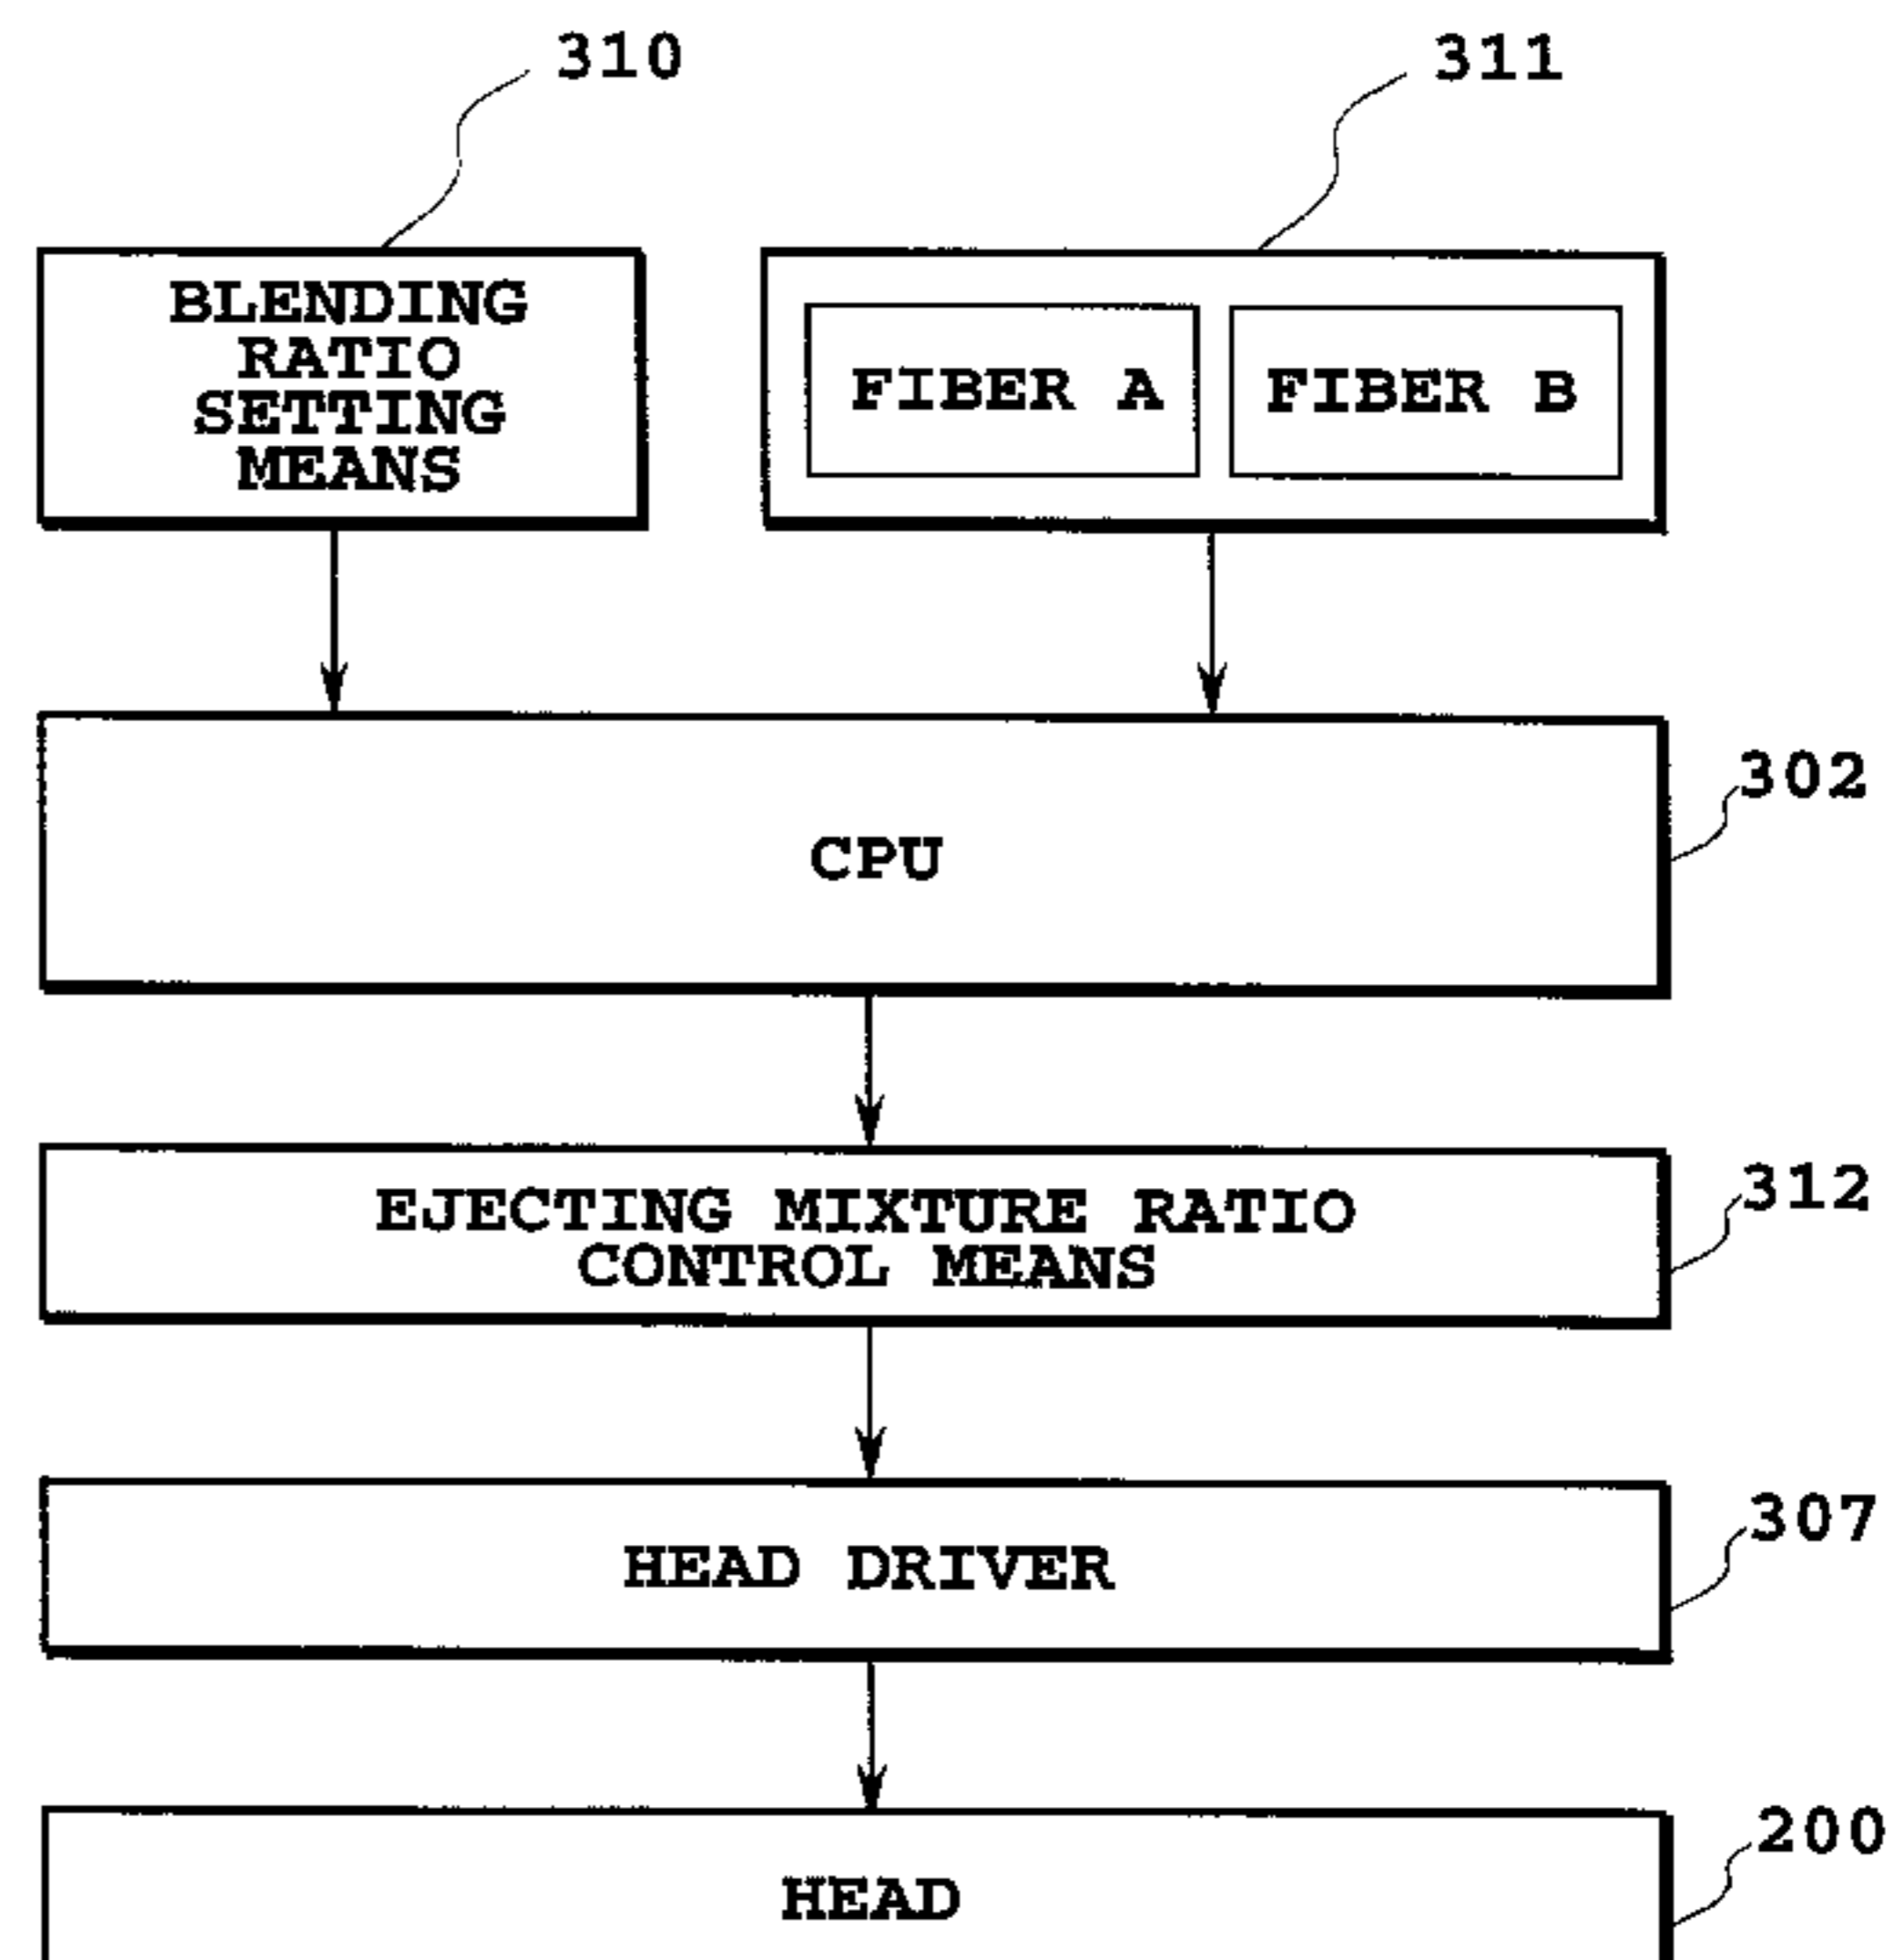 310
311
BLENDING
RATIO
SETTING
MEANS
FIBER A
FIBER B
302
CPU
312
EJECTING MIXTURE RATIO
CONTROL MEANS
307
HEAD DRIVER
200
HEAD